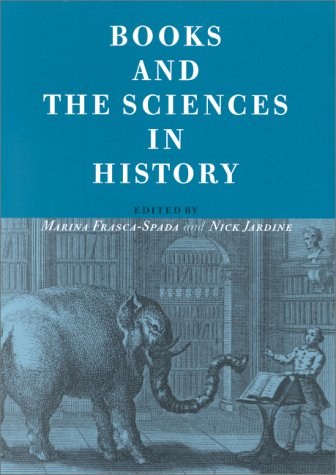 BOOKS
AND
THE SCIENCES
IN
HISTORY
EDITED BY
MARINA FRASCA-SPADA and NICK JARDINE